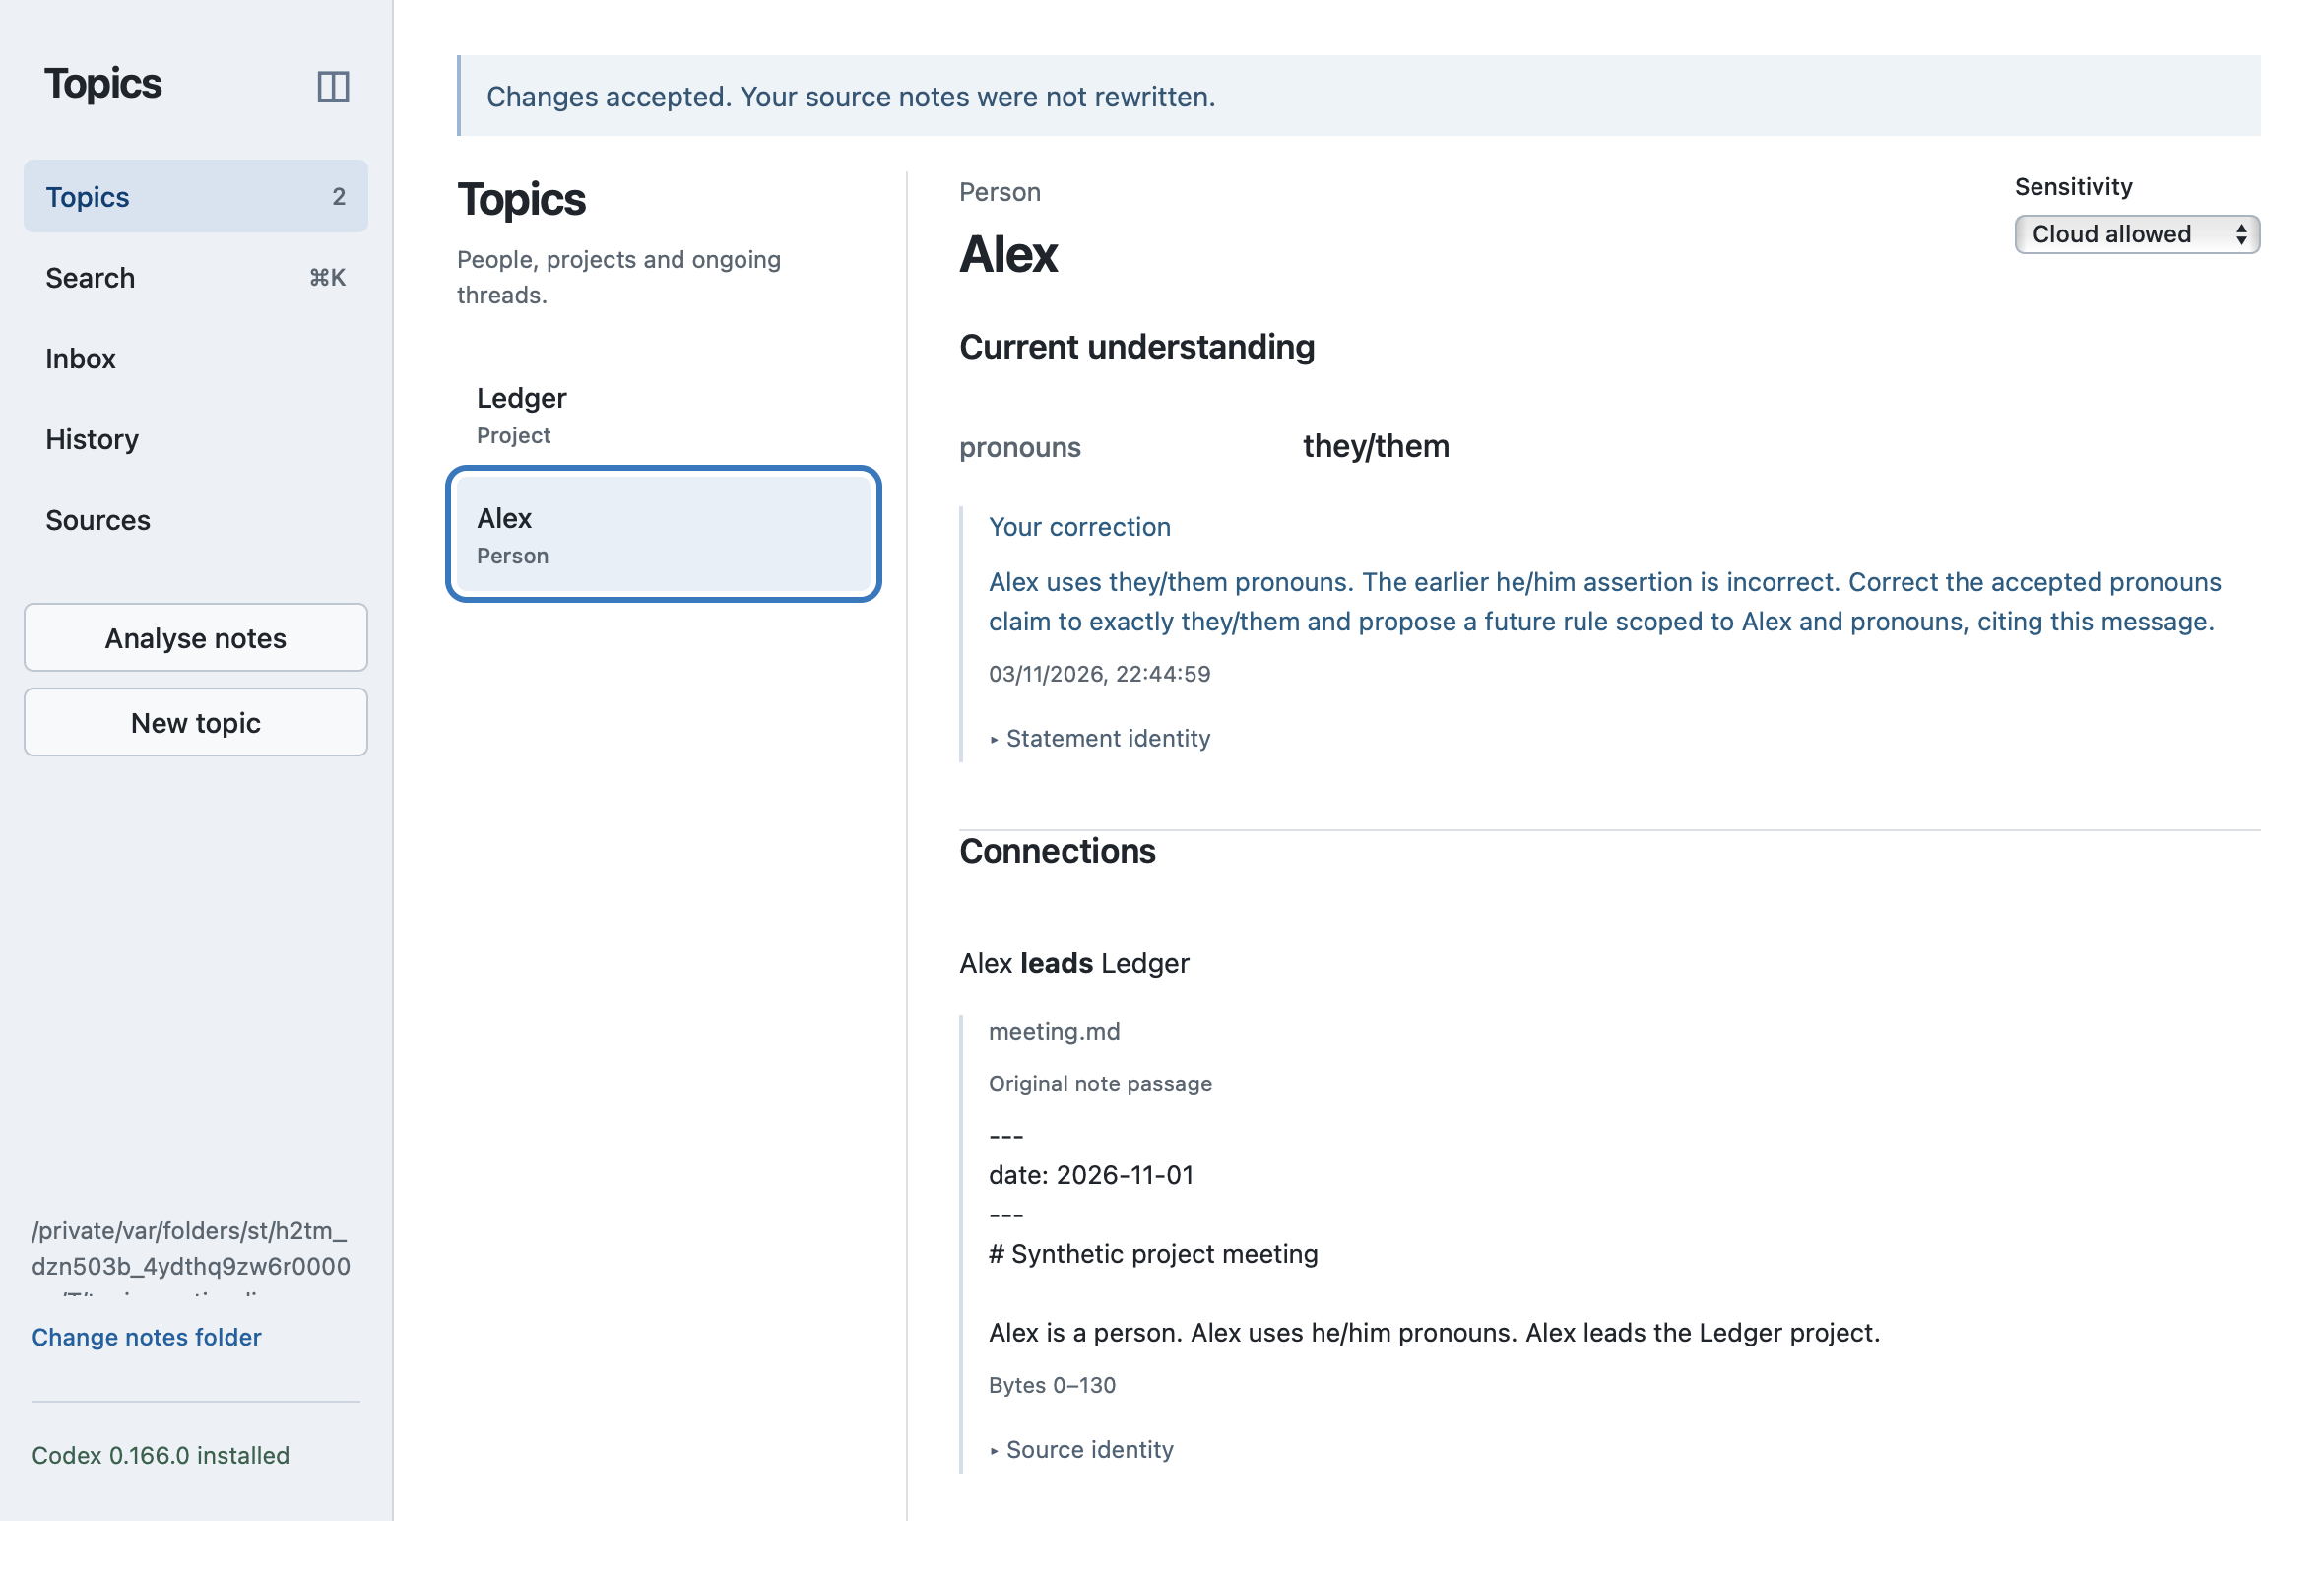 Topics
Topics 2
Search ⌘K
Inbox
History
Sources
Analyse notes
New topic
/private/var/folders/st/h2tm_
dzn503b_4ydthq9zw6r0000
Change notes folder
Codex 0.166.0 installed
Changes accepted. Your source notes were not rewritten.
Topics
People, projects and ongoing
threads.
Ledger
Project
Alex
Person
Person
Alex
Sensitivity
Cloud allowed
Current understanding
pronouns they/them
Your correction
Alex uses they/them pronouns. The earlier he/him assertion is incorrect. Correct the accepted pronouns
claim to exactly they/them and propose a future rule scoped to Alex and pronouns, citing this message.
03/11/2026, 22:44:59
▸ Statement identity
Connections
Alex leads Ledger
meeting.md
Original note passage
---
date: 2026-11-01
---
# Synthetic project meeting
Alex is a person. Alex uses he/him pronouns. Alex leads the Ledger project.
Bytes 0–130
▸ Source identity